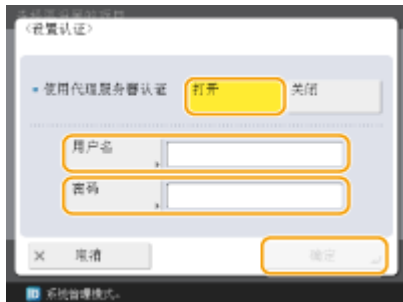 <设置认证>
使用代理服务器认证 打开 关闭
用户名
密码
× 取消 确定
系统管理模式。